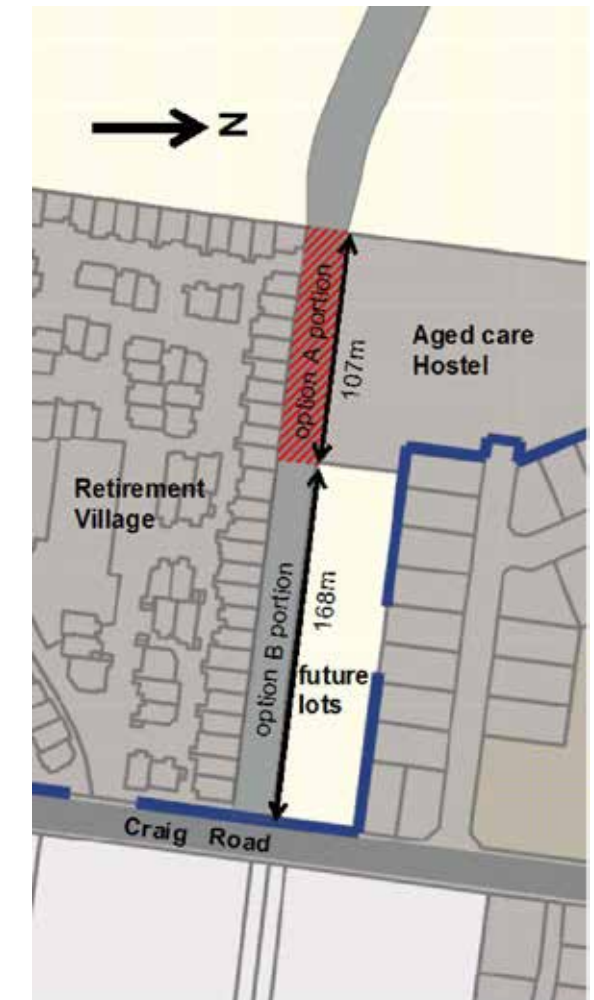 N
option A portion
107m
Aged care
Hostel
Retirement
Village
option B portion
168m
future
lots
Craig Road